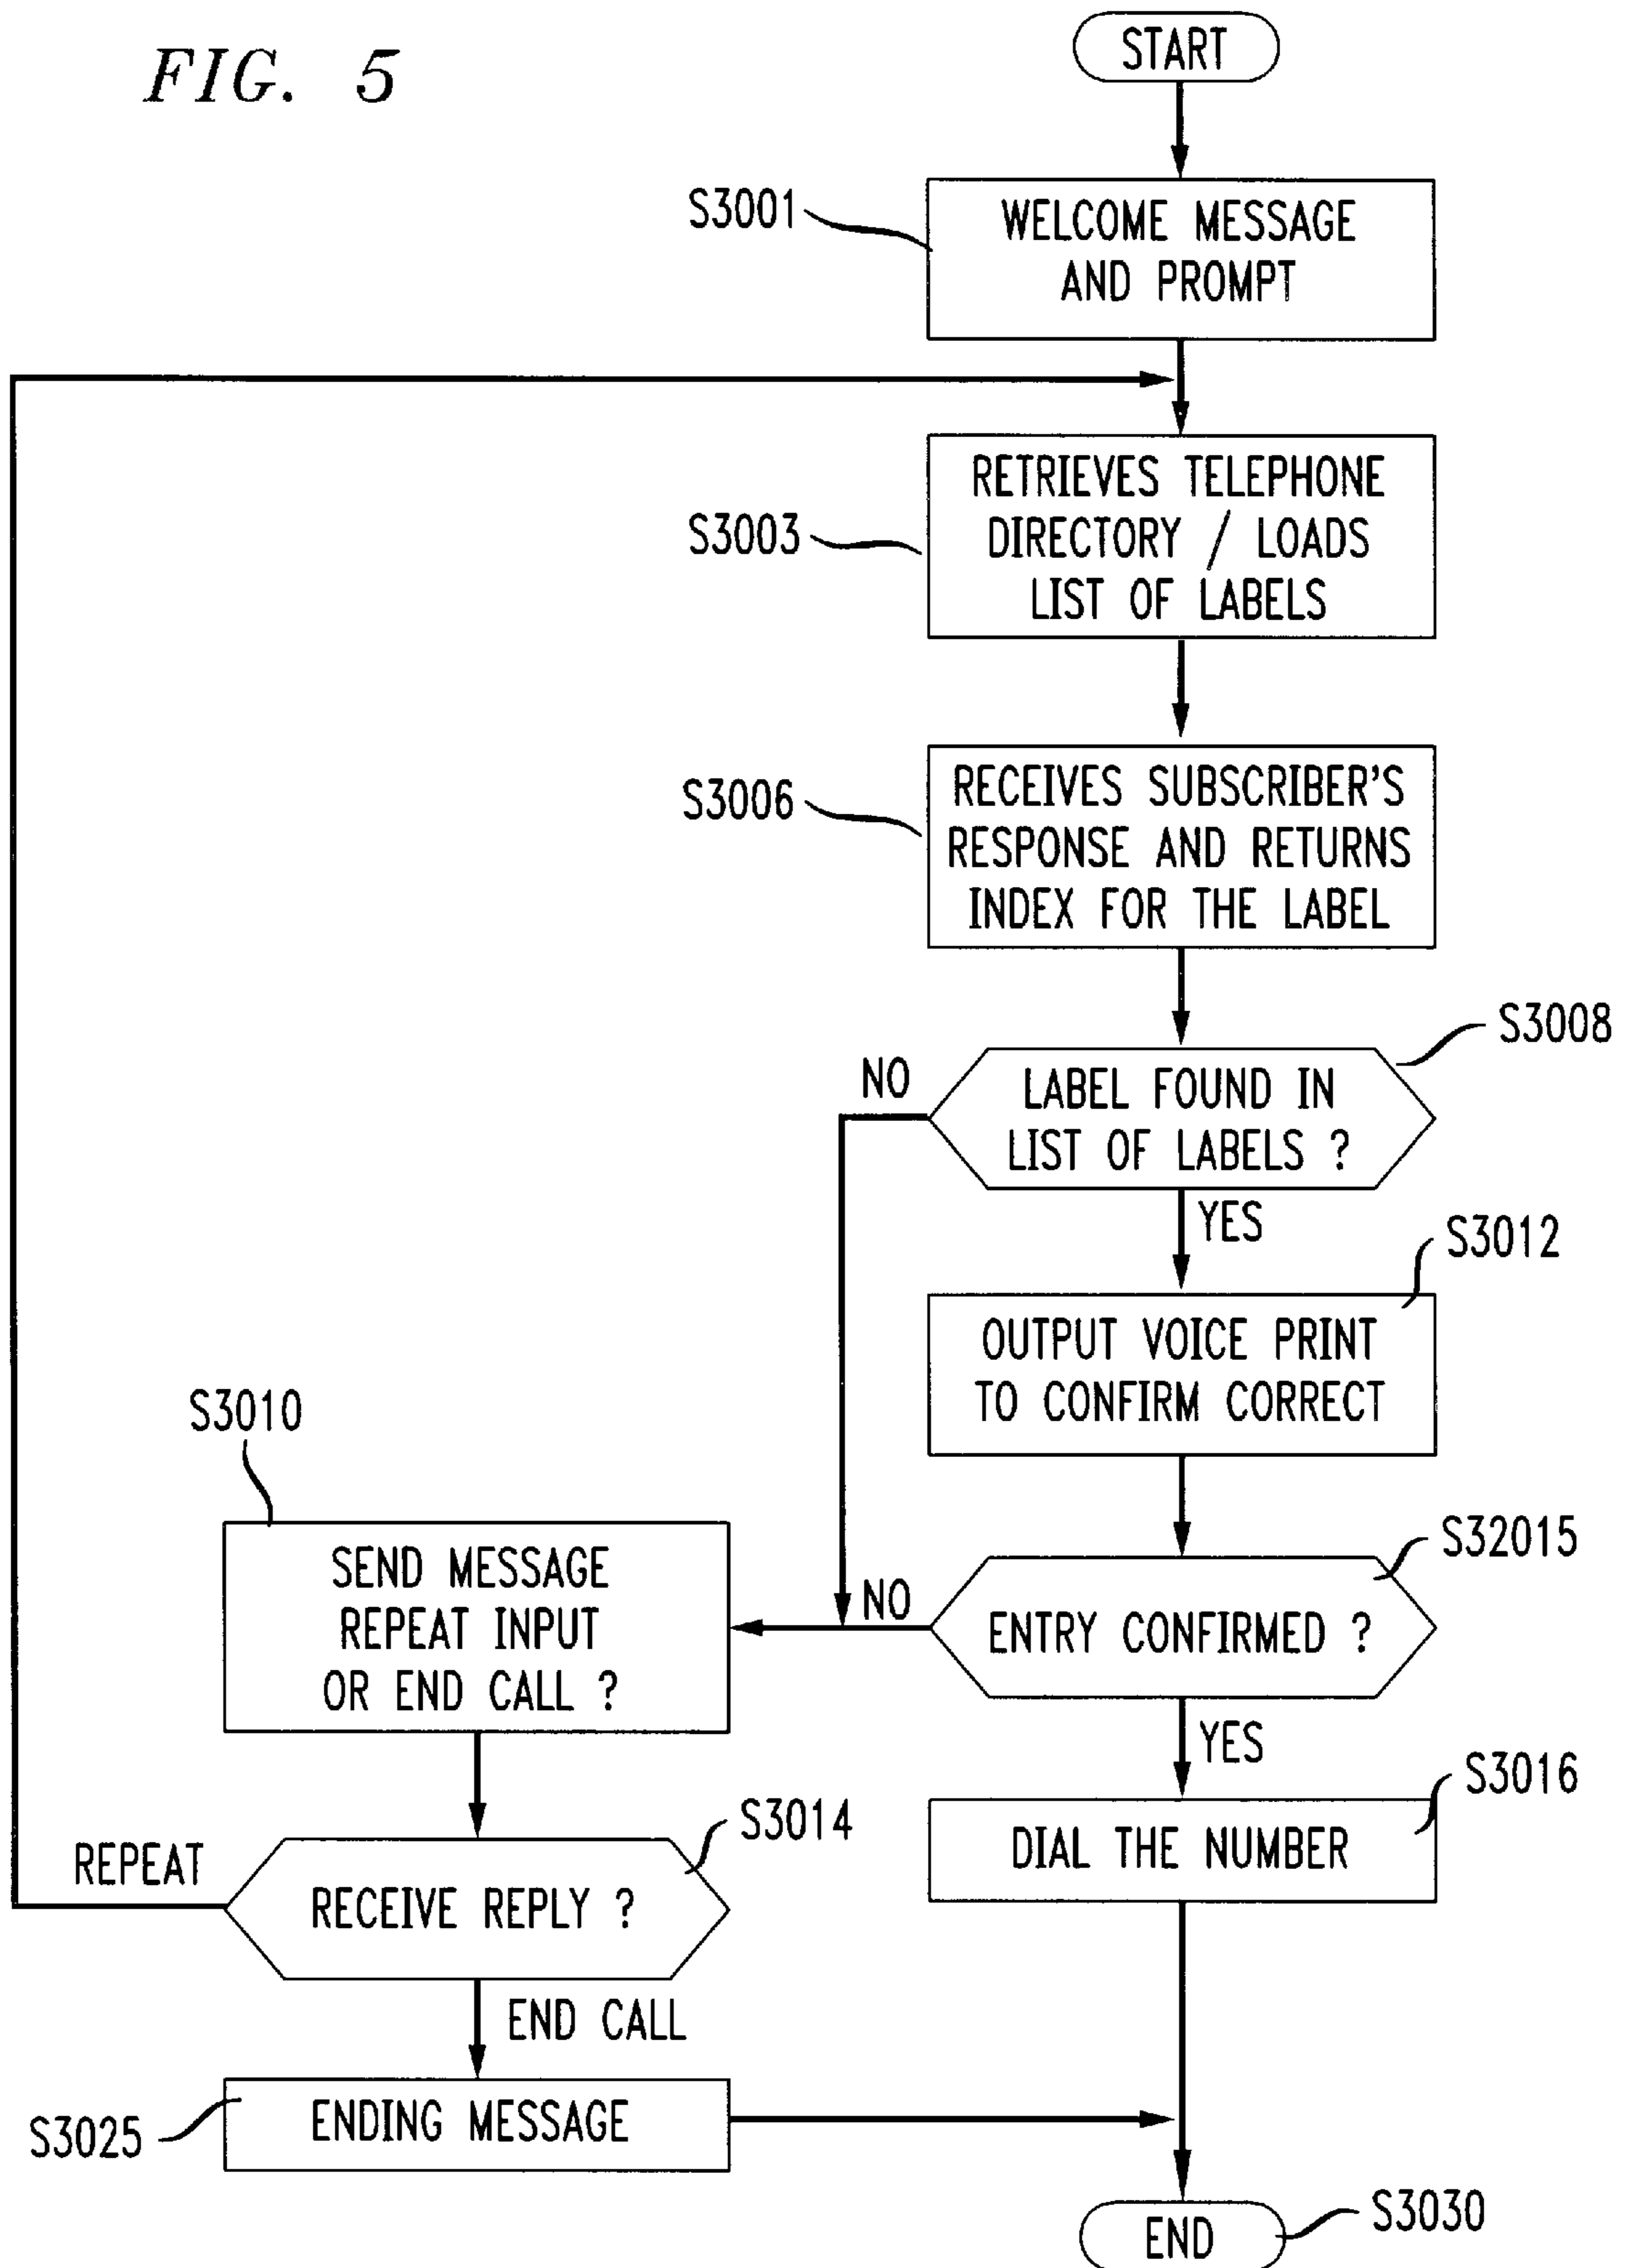 FIG. 5
START
S3001
WELCOME MESSAGE
AND PROMPT
S3003
RETRIEVES TELEPHONE
DIRECTORY / LOADS
LIST OF LABELS
S3006
RECEIVES SUBSCRIBER'S
RESPONSE AND RETURNS
INDEX FOR THE LABEL
S3008
NO
LABEL FOUND IN
LIST OF LABELS ?
YES
S3012
OUTPUT VOICE PRINT
TO CONFIRM CORRECT
S3010
SEND MESSAGE
REPEAT INPUT
OR END CALL ?
S32015
NO
ENTRY CONFIRMED ?
YES
S3016
DIAL THE NUMBER
S3014
REPEAT
RECEIVE REPLY ?
END CALL
S3025
ENDING MESSAGE
S3030
END